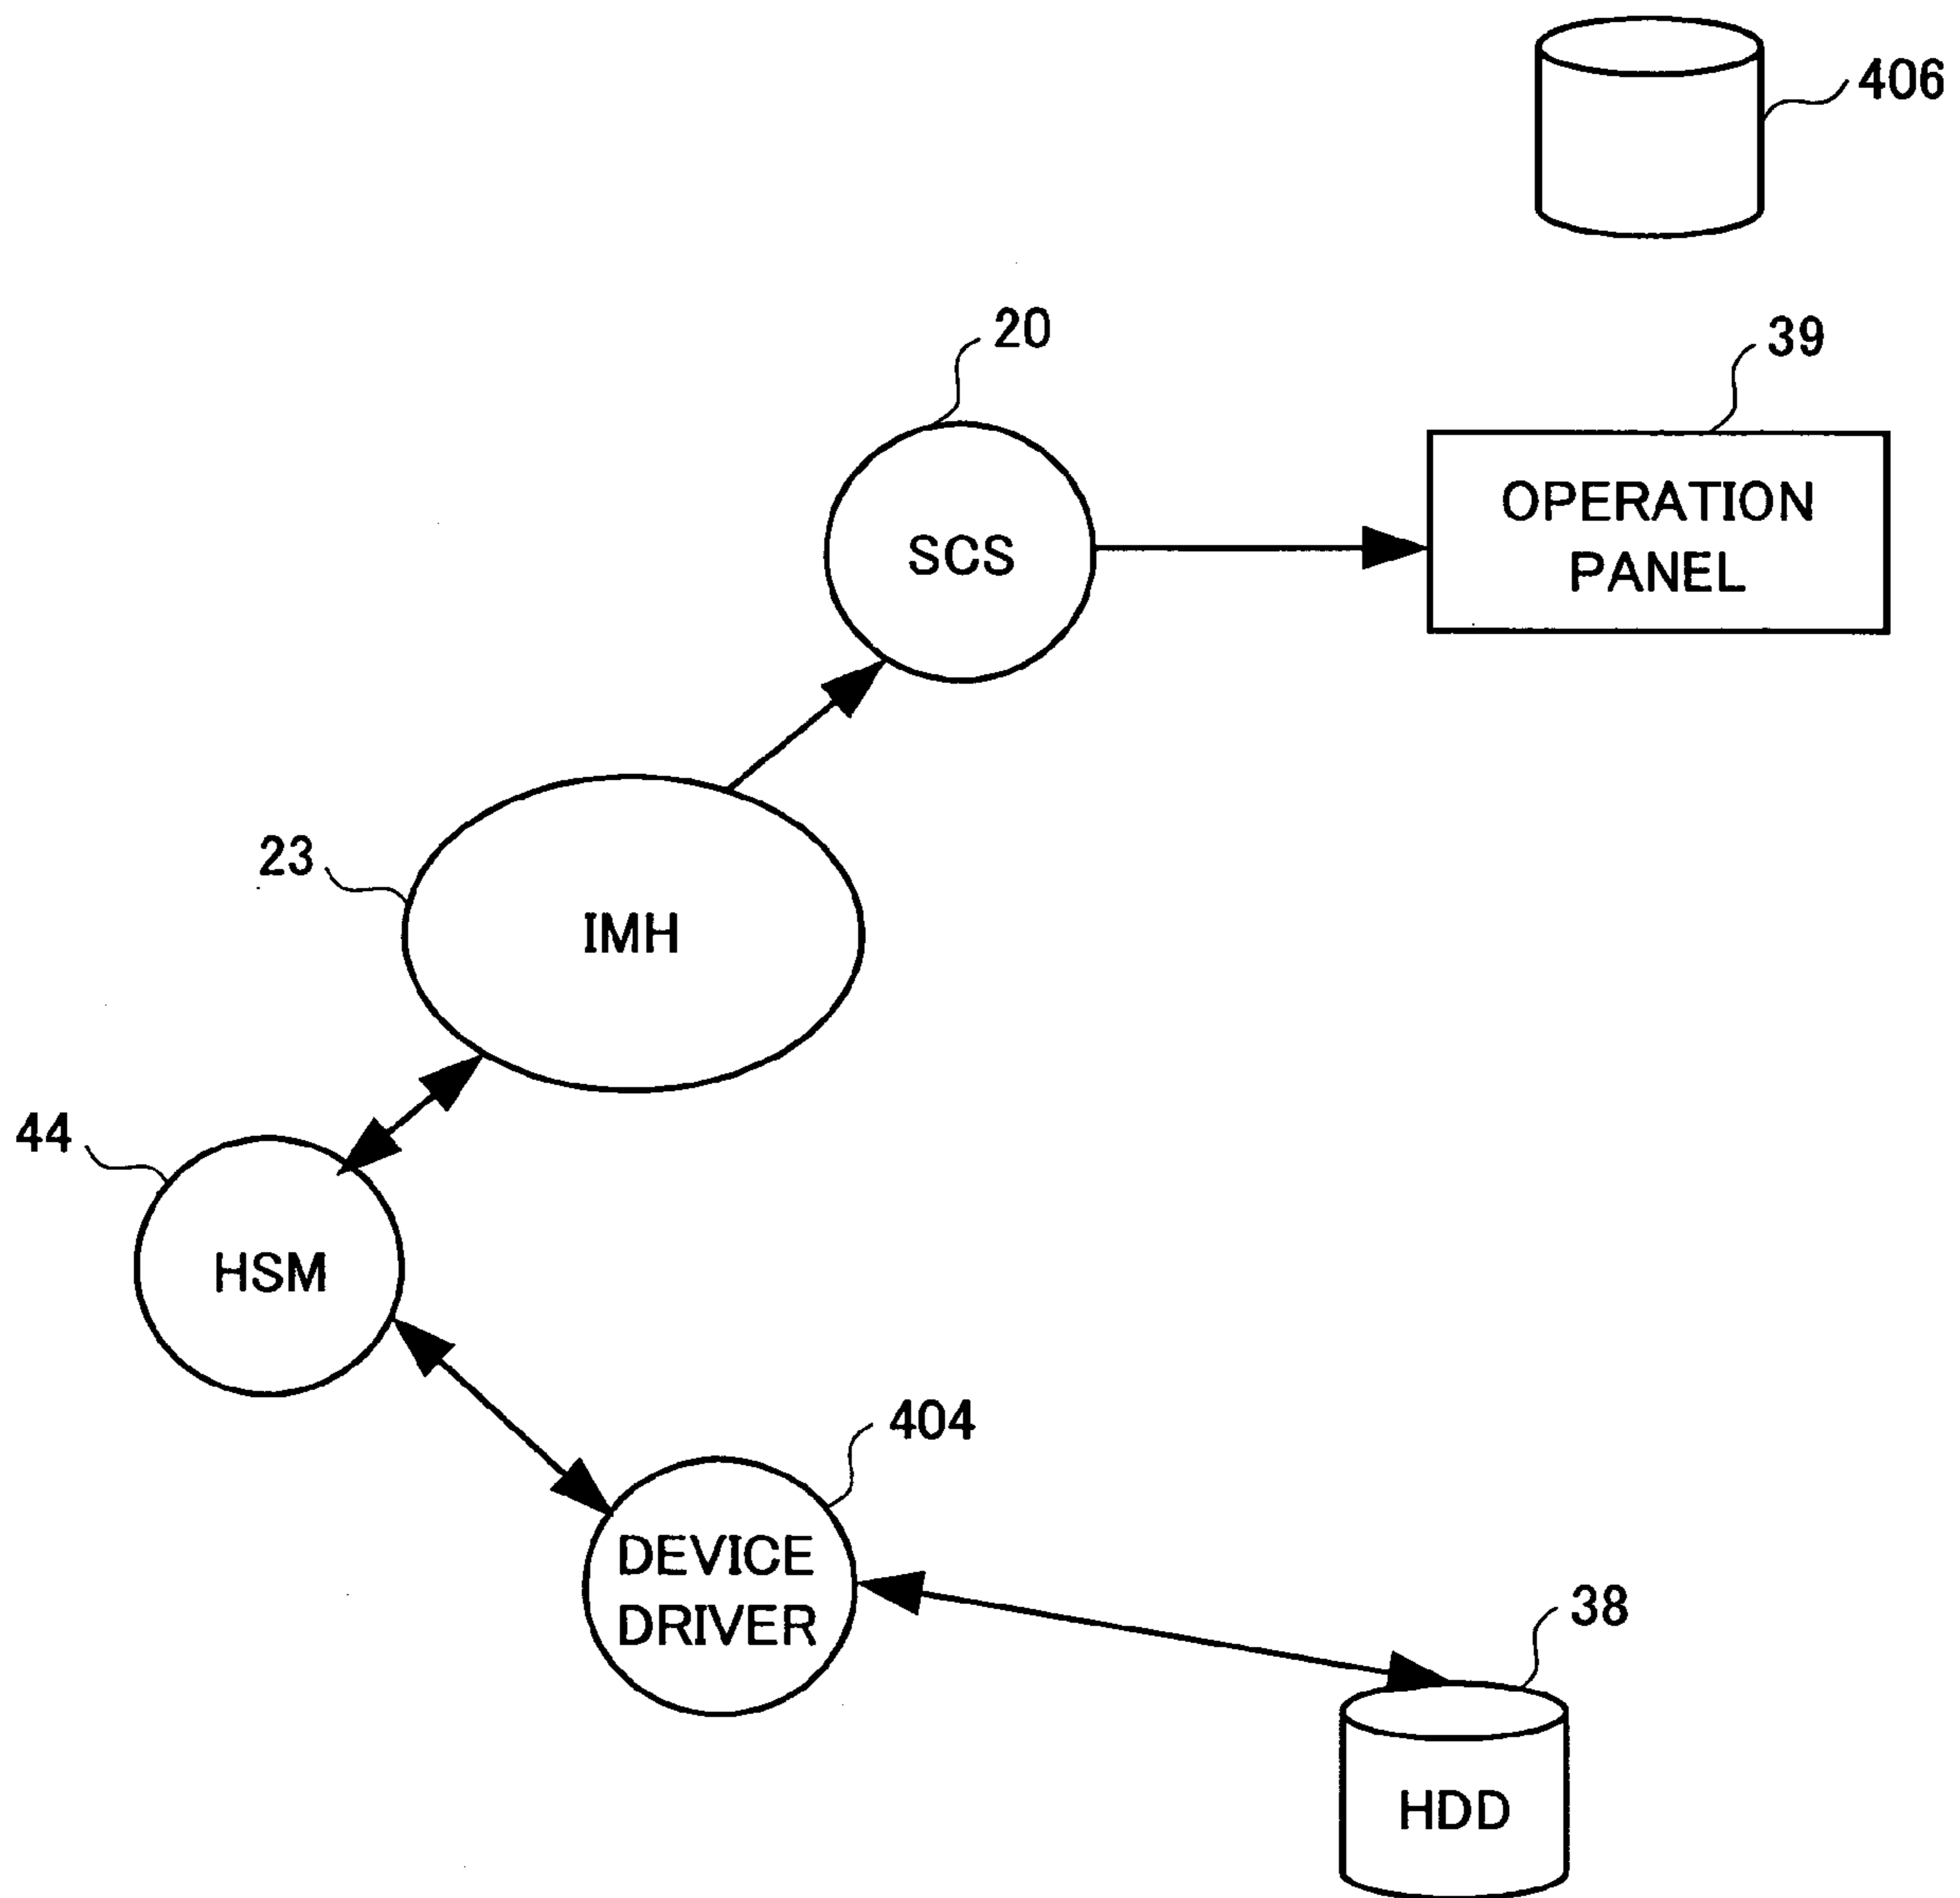 406
20
39
OPERATION
PANEL
SCS
23
IMH
44
HSM
404
DEVICE
DRIVER
38
HDD